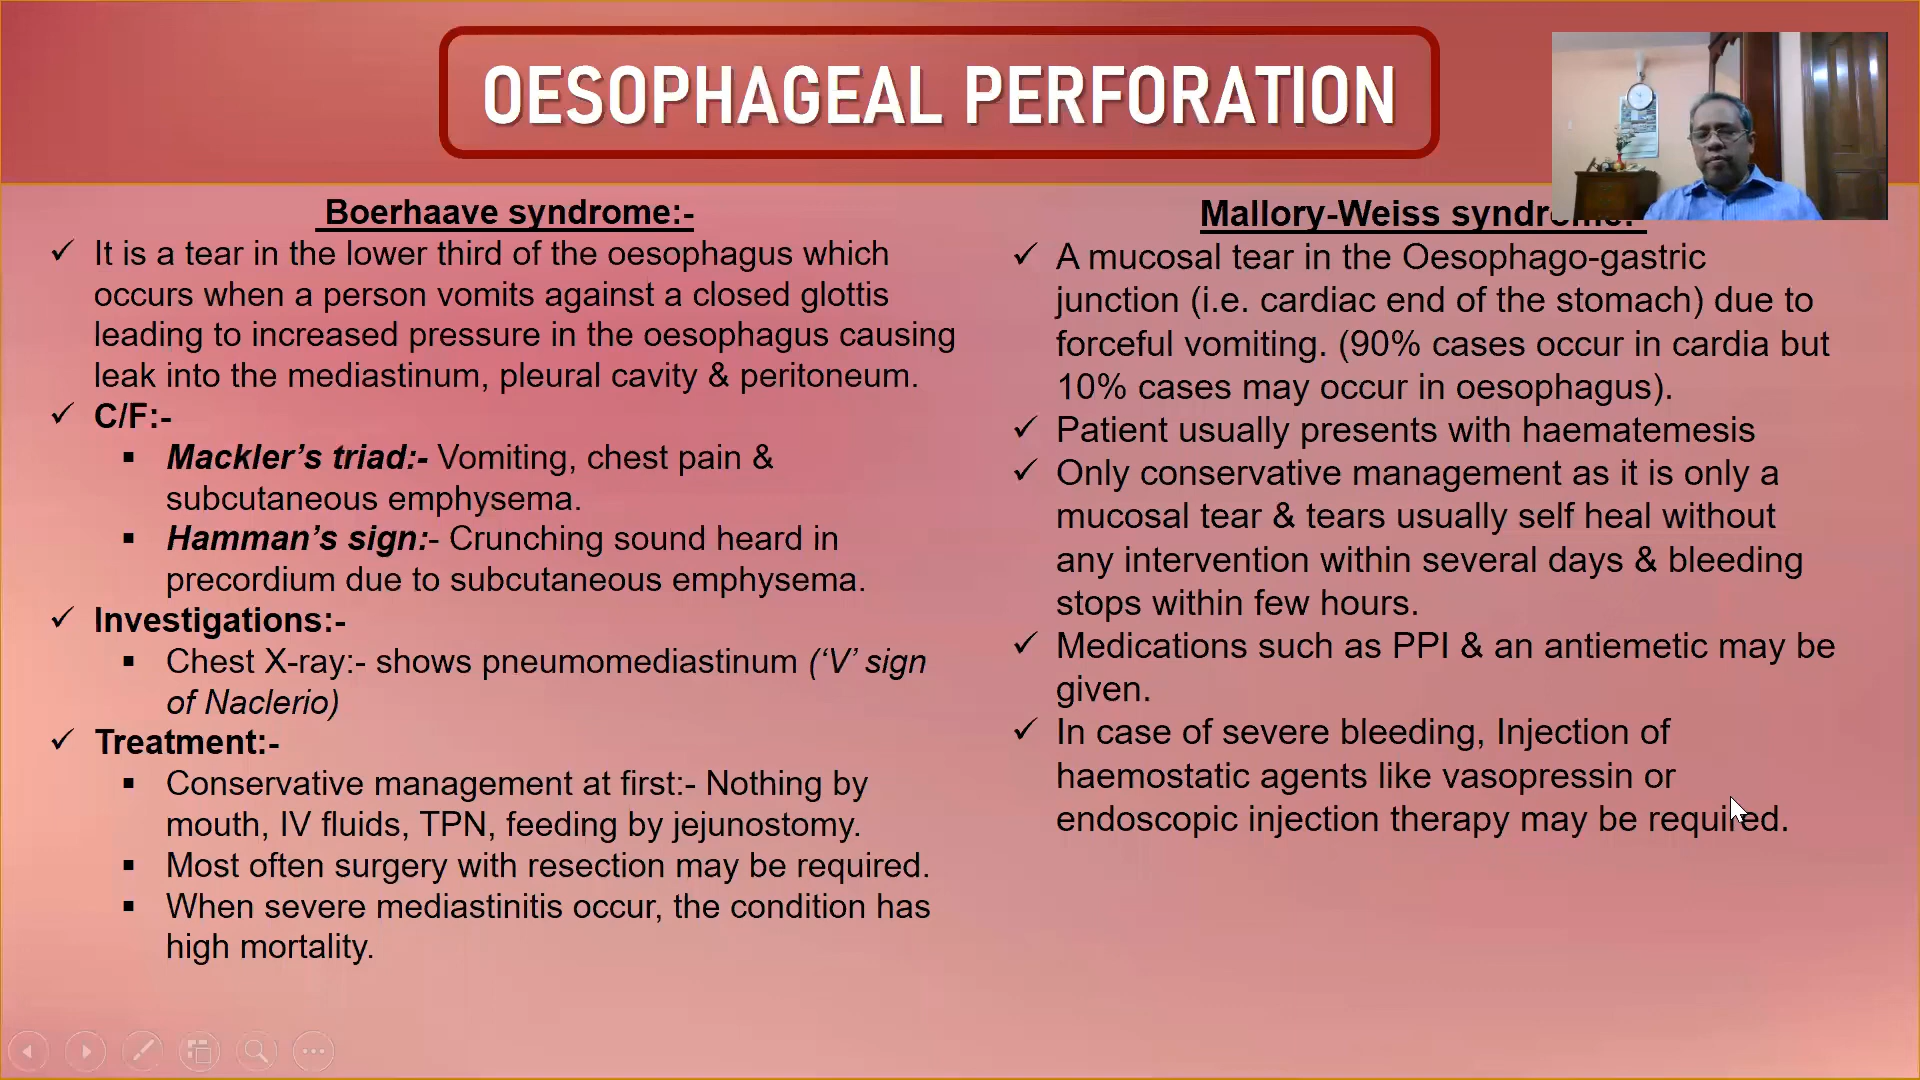 OESOPHAGEAL PERFORATION
Boerhaave syndrome:-
✓ It is a tear in the lower third of the oesophagus which
occurs when a person vomits against a closed glottis
leading to increased pressure in the oesophagus causing
leak into the mediastinum, pleural cavity & peritoneum.
✓ C/F:-
▪ Mackler’s triad:- Vomiting, chest pain &
subcutaneous emphysema.
▪ Hamman’s sign:- Crunching sound heard in
precordium due to subcutaneous emphysema.
✓ Investigations:-
▪ Chest X-ray:- shows pneumomediastinum (‘V’ sign
of Naclerio)
✓ Treatment:-
▪ Conservative management at first:- Nothing by
mouth, IV fluids, TPN, feeding by jejunostomy.
▪ Most often surgery with resection may be required.
▪ When severe mediastinitis occur, the condition has
high mortality.
Mallory-Weiss syndrome:-
✓ A mucosal tear in the Oesophago-gastric
junction (i.e. cardiac end of the stomach) due to
forceful vomiting. (90% cases occur in cardia but
10% cases may occur in oesophagus).
✓ Patient usually presents with haematemesis
✓ Only conservative management as it is only a
mucosal tear & tears usually self heal without
any intervention within several days & bleeding
stops within few hours.
✓ Medications such as PPI & an antiemetic may be
given.
✓ In case of severe bleeding, Injection of
haemostatic agents like vasopressin or
endoscopic injection therapy may be required.